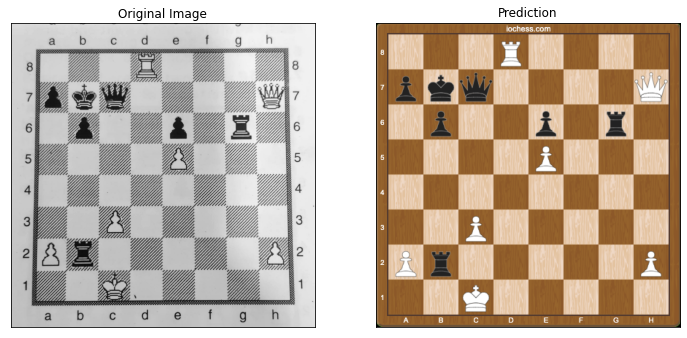 Original Image
a b c d e f g h
8 8
7 7
6 6
5 5
4 4
3 3
2 2
1 1
a b c d e f g h
Prediction
iochess.com
8
7
6
5
4
3
2
1
A B C D E F G H